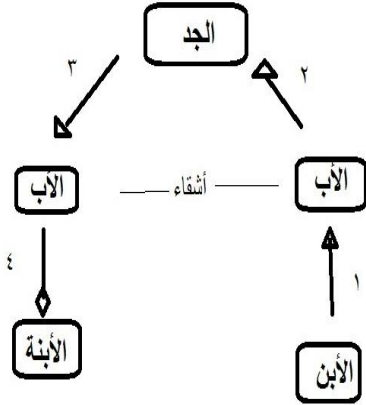 الجد
٢
٣
الأب
أشقاء
الأب
١
٤
الأبن
الأبنة